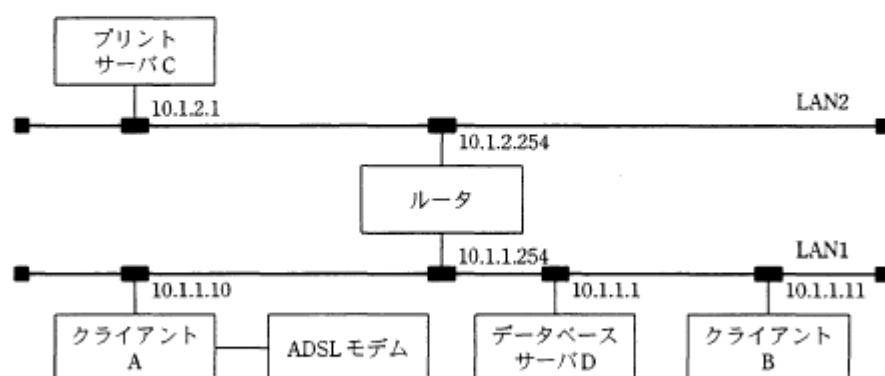 プリント
サーバC
10.1.2.1
LAN2
10.1.2.254
ルータ
10.1.1.254
LAN1
10.1.1.10
10.1.1.1
10.1.1.11
クライアント
A
ADSLモデム
データベース
サーバD
クライアント
B